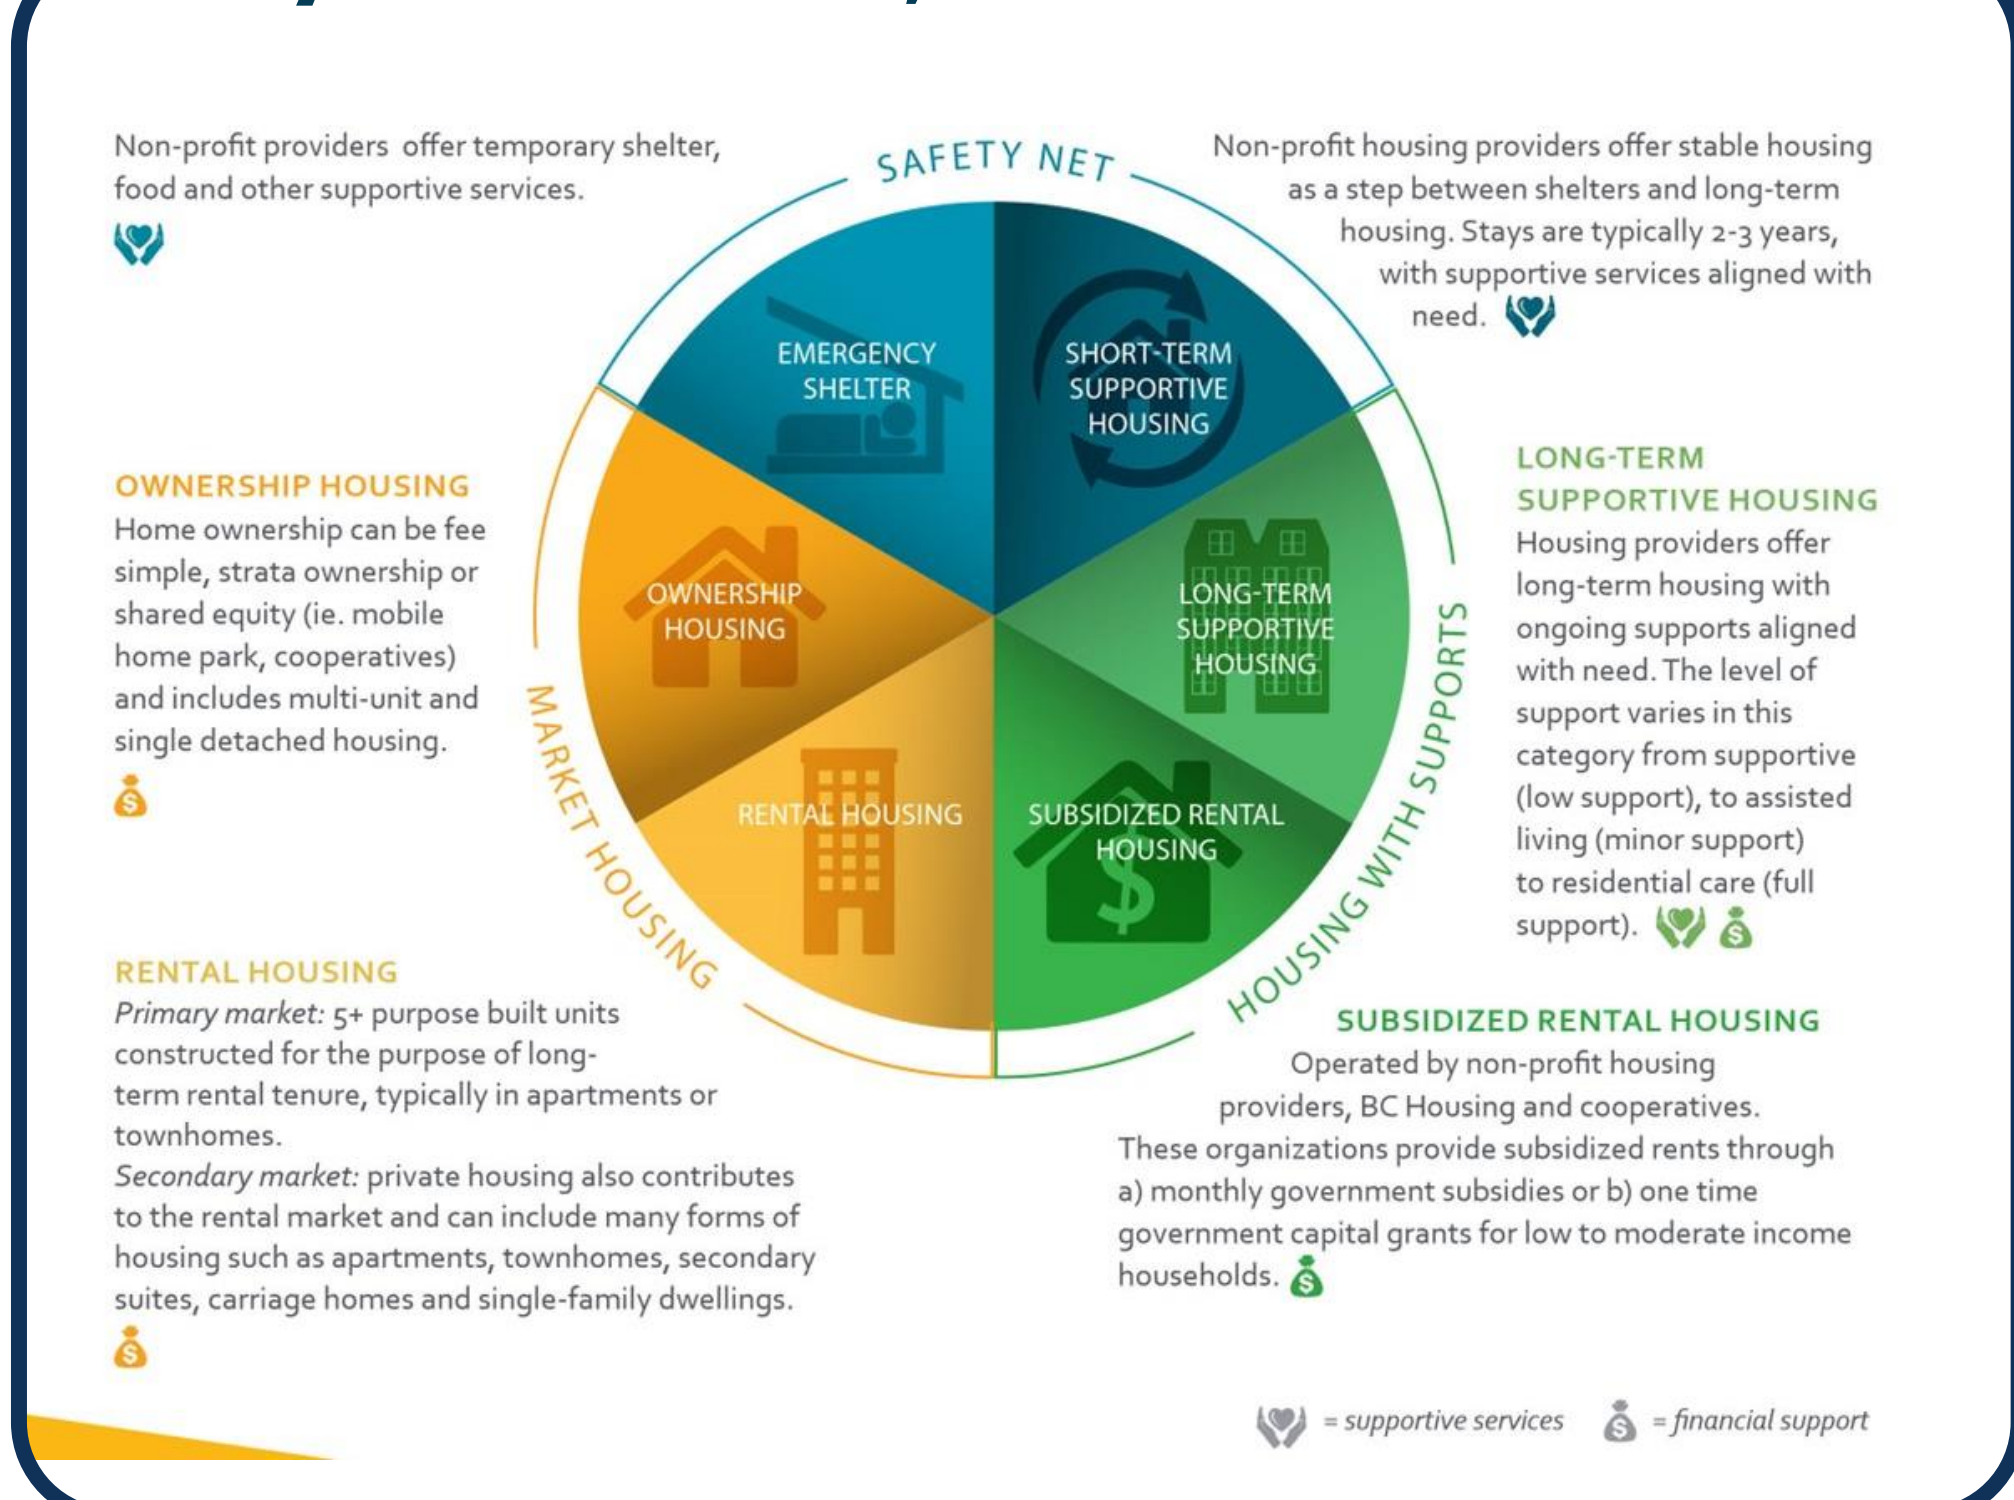 Non-profit providers offer temporary shelter,
food and other supportive services.
SAFETY NET
Non-profit housing providers offer stable housing
as a step between shelters and long-term
housing. Stays are typically 2-3 years,
with supportive services aligned with
need.
EMERGENCY
SHELTER
SHORT-TERM
SUPPORTIVE
HOUSING
OWNERSHIP HOUSING
Home ownership can be fee
simple, strata ownership or
shared equity (ie. mobile
home park, cooperatives)
and includes multi-unit and
single detached housing.
OWNERSHIP
HOUSING
LONG-TERM
SUPPORTIVE
HOUSING
LONG-TERM
SUPPORTIVE HOUSING
Housing providers offer
long-term housing with
ongoing supports aligned
with need. The level of
support varies in this
category from supportive
(low support), to assisted
living (minor support)
to residential care (full
support).
MARKET HOUSING
HOUSING WITH SUPPORTS
RENTAL HOUSING
SUBSIDIZED RENTAL
HOUSING
$
RENTAL HOUSING
Primary market: 5+ purpose built units
constructed for the purpose of long-
term rental tenure, typically in apartments or
townhomes.
Secondary market: private housing also contributes
to the rental market and can include many forms of
housing such as apartments, townhomes, secondary
suites, carriage homes and single-family dwellings.
SUBSIDIZED RENTAL HOUSING
Operated by non-profit housing
providers, BC Housing and cooperatives.
These organizations provide subsidized rents through
a) monthly government subsidies or b) one time
government capital grants for low to moderate income
households.
= supportive services
= financial support